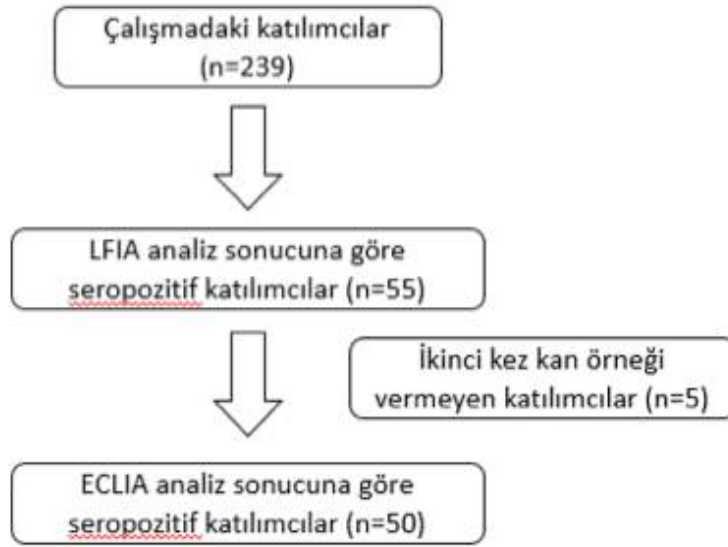 Çalışmadaki katılımcılar
(n=239)
LFIA analiz sonucuna göre
seropozitif katılımcılar (n=55)
İkinci kez kan örneği
vermeyen katılımcılar (n=5)
ECLIA analiz sonucuna göre
seropozitif katılımcılar (n=50)